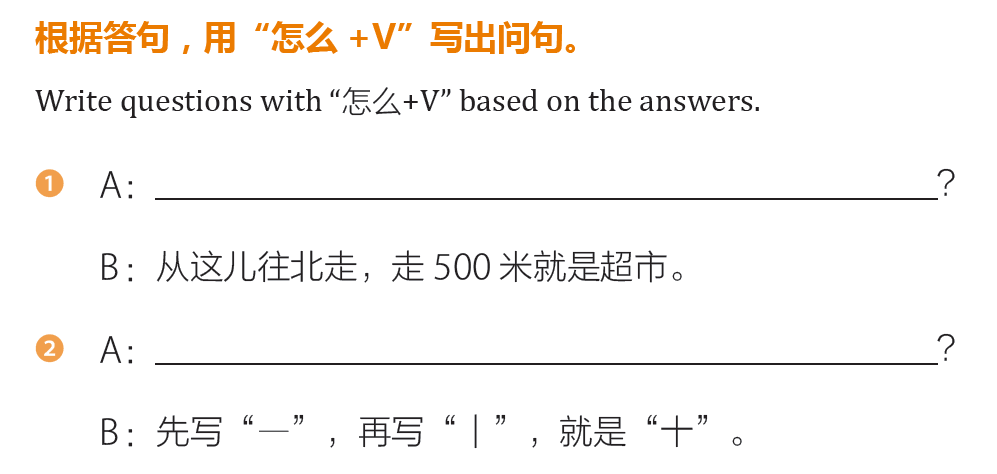 根据答句，用“怎么 +V”写出问句。
Write questions with “怎么+V” based on the answers.
1 A: ____________________?
B: 从这儿往北走，走 500 米就是超市。
2 A: ____________________?
B: 先写“一”，再写“丨”，就是“十”。